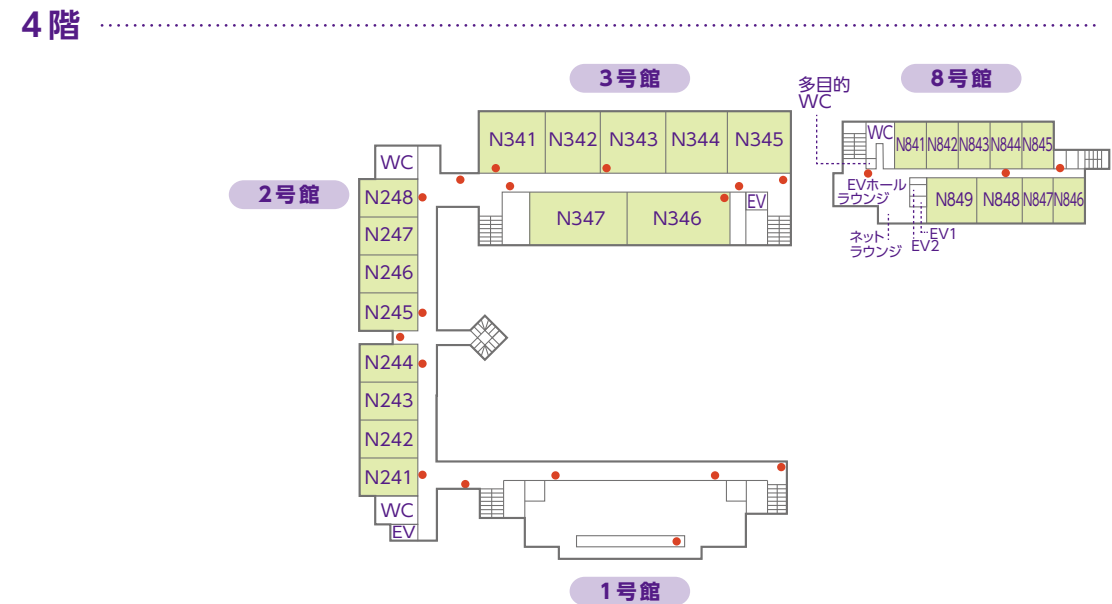 4階
3号館
8号館
多目的
WC
N341 N342 N343 N344 N345
N347 N346 EV
WC
2号館
N248
N247
N246
N245
N244
N243
N242
N241
WC
EV
WC N841 N842 N843 N844 N845
EVホール
ラウンジ
N849 N848 N847 N846
ネット
ラウンジ
EV1
EV2
1号館